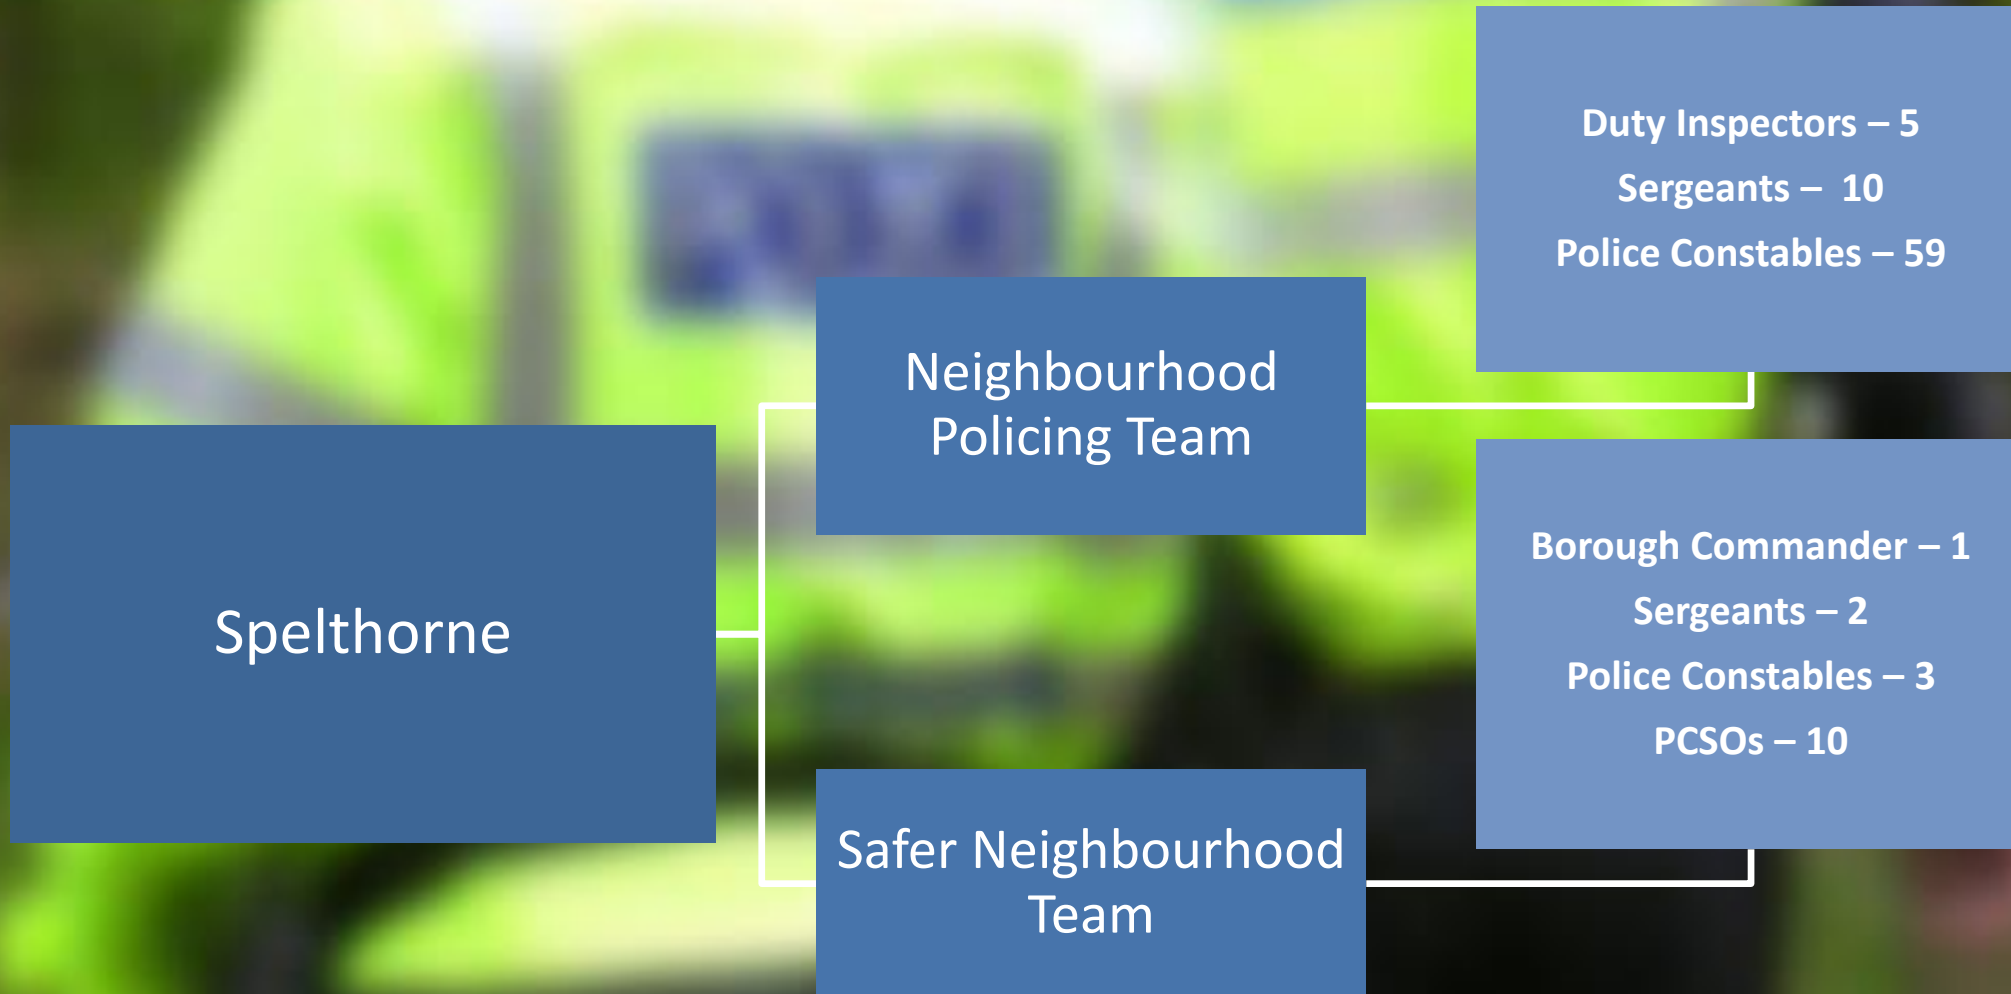 Spelthorne
Neighbourhood
Policing Team
Duty Inspectors – 5
Sergeants – 10
Police Constables – 59
Safer Neighbourhood
Team
Borough Commander – 1
Sergeants – 2
Police Constables – 3
PCSOs – 10